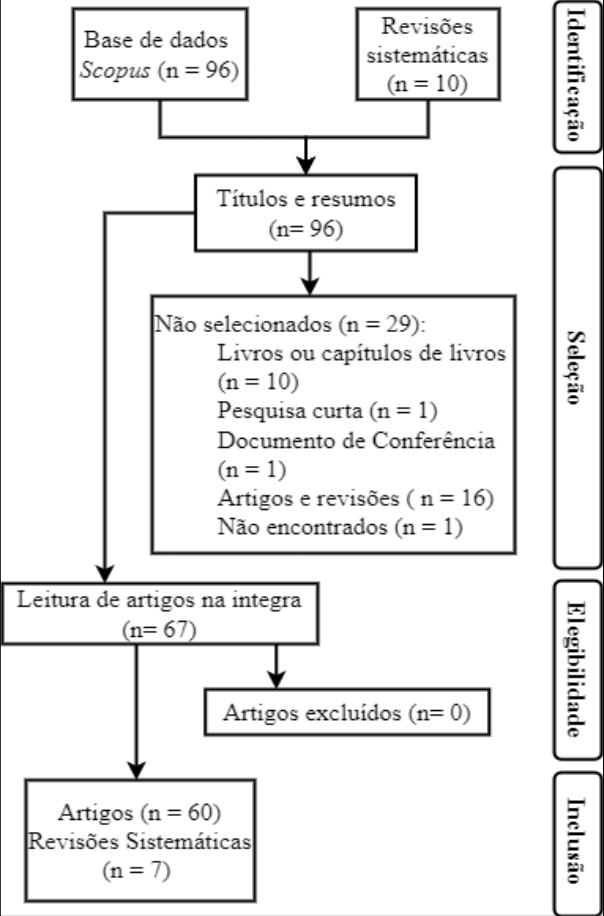 Base de dados
Scopus (n = 96)
Revisões
sistemáticas
(n = 10)
Identificação
Títulos e resumos
(n= 96)
Não selecionados (n = 29):
Livros ou capítulos de livros
(n = 10)
Pesquisa curta (n = 1)
Documento de Conferência
(n = 1)
Artigos e revisões ( n = 16)
Não encontrados (n = 1)
Seleção
Leitura de artigos na integra
(n= 67)
Artigos excluídos (n= 0)
Elegibilidade
Artigos (n = 60)
Revisões Sistemáticas
(n = 7)
Inclusão